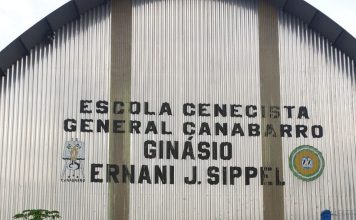 ESCOLA CENECISTA
GENERAL CANABARRO
GINÁSIO
ERNANI J. SIPPEL